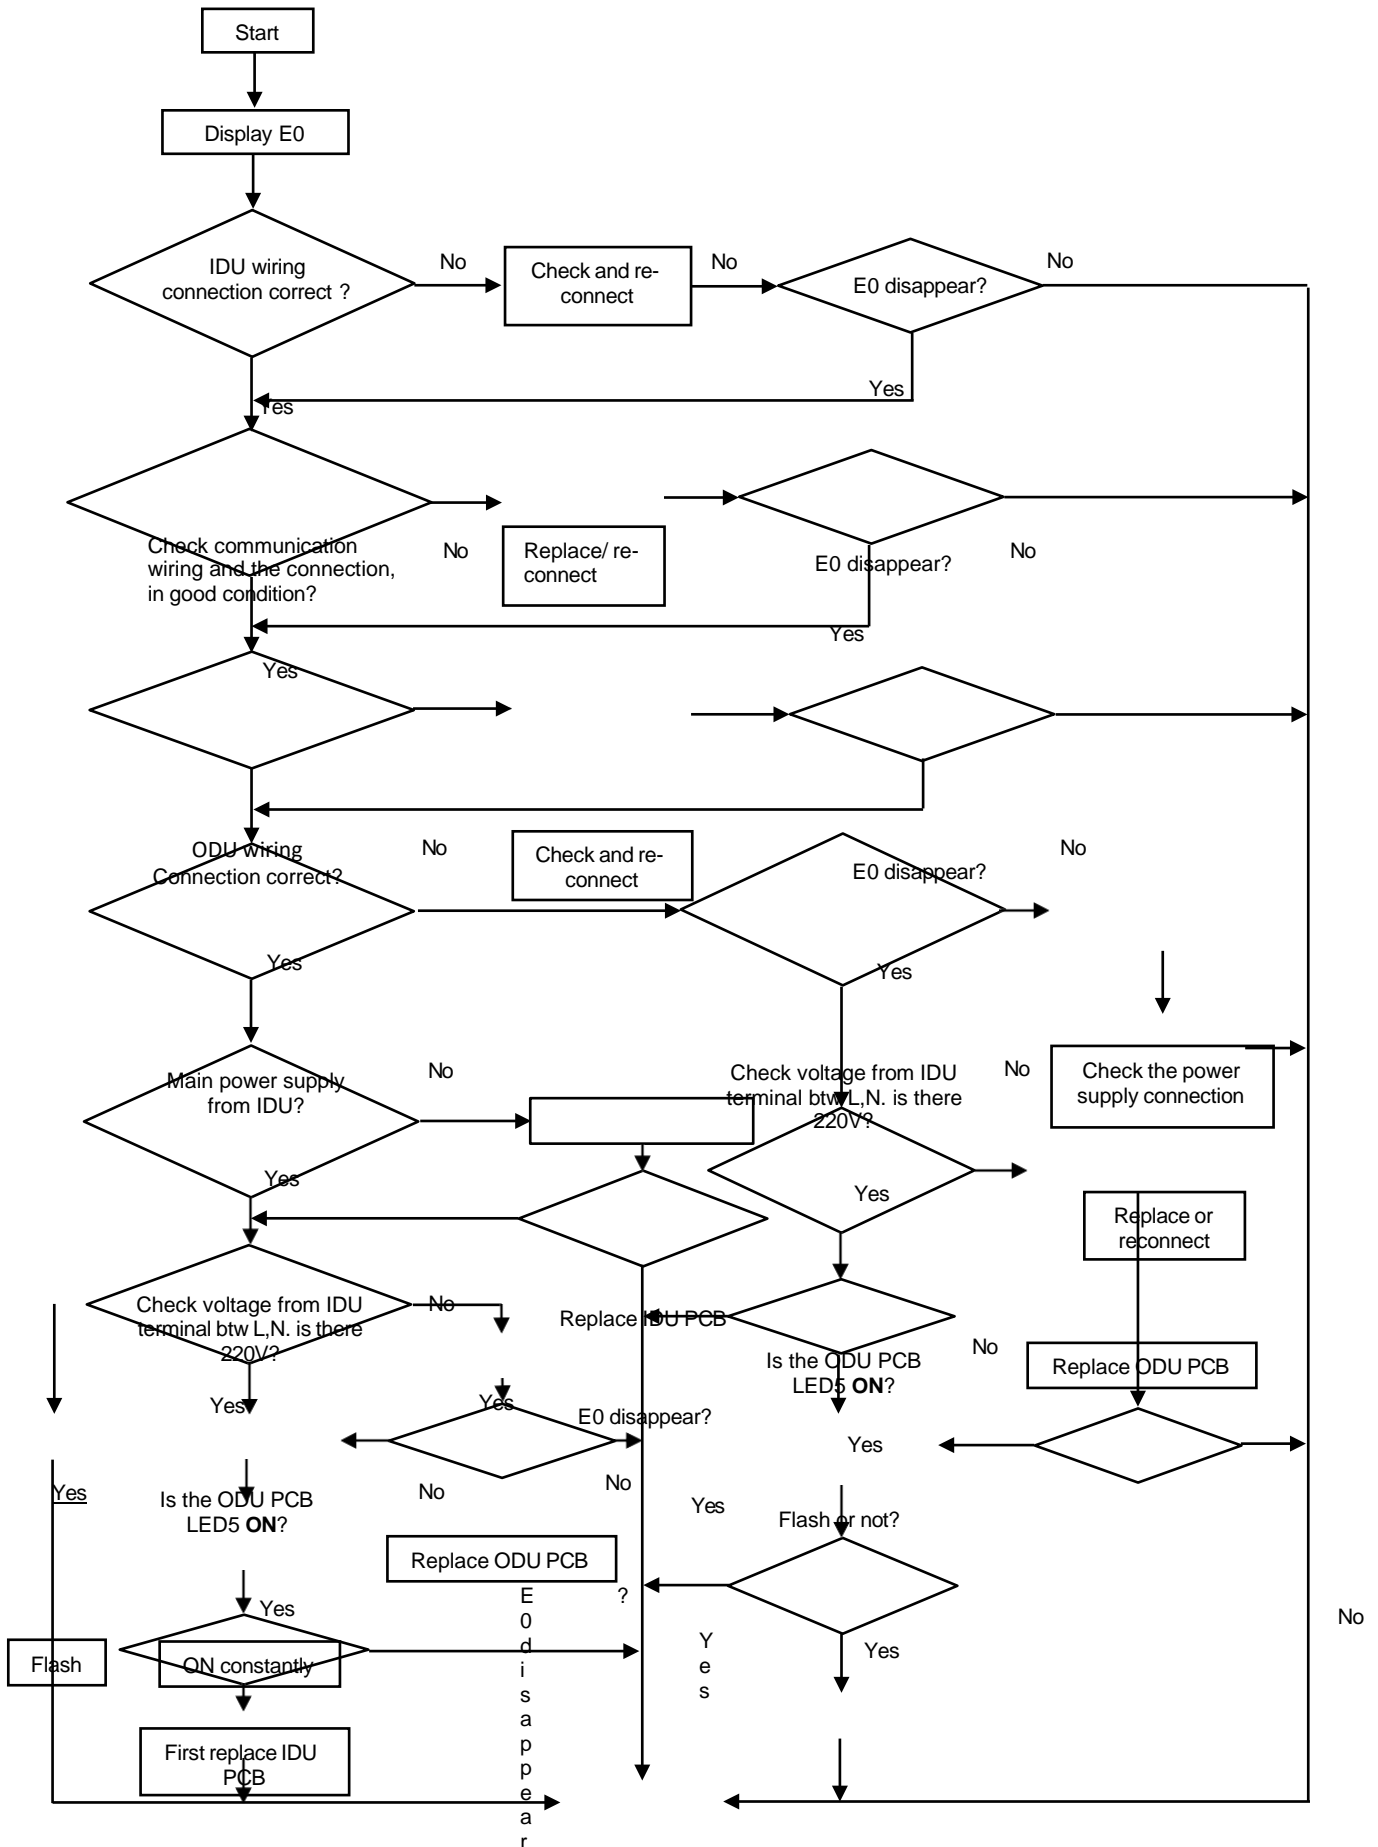 Start
Display E0
IDU wiring
connection correct ?
No
Check and re-
connect
No
E0 disappear?
No
Yes
Yes
Check communication
wiring and the connection,
in good condition?
No
Replace/ re-
connect
E0 disappear?
No
Yes
Yes
ODU wiring
Connection correct?
No
Check and re-
connect
E0 disappear?
No
Yes
Yes
Main power supply
from IDU?
No
Check voltage from IDU
terminal btw L,N. is there
220V?
No
Check the power
supply connection
Yes
Yes
Replace or
reconnect
Check voltage from IDU
terminal btw L,N. is there
220V?
No
Replace IDU PCB
Is the ODU PCB
LED5 ON?
No
Replace ODU PCB
Yes
Yes
E0 disappear?
Yes
Yes
Is the ODU PCB
LED5 ON?
No
No
Yes
Flash or not?
Replace ODU PCB
E
0
d
i
s
a
p
p
e
a
r
?
Yes
Y
e
s
Yes
No
Flash
ON constantly
First replace IDU
PCB